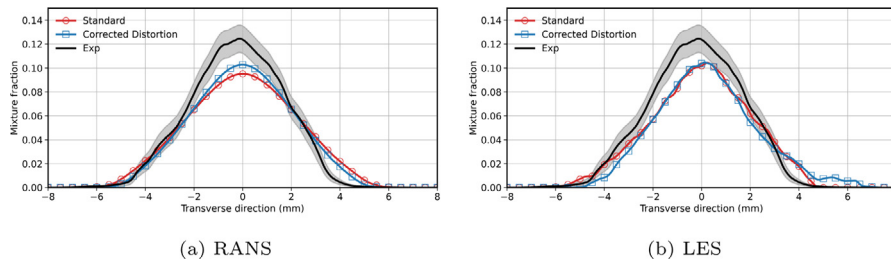 0.14
0.12
0.10
0.08
0.06
0.04
0.02
0.00
Mixture fraction
Standard
Corrected Distortion
Exp
−8 −6 −4 −2 0 2 4 6 8
Transverse direction (mm)
(a) RANS
0.14
0.12
0.10
0.08
0.06
0.04
0.02
0.00
Mixture fraction
Standard
Corrected Distortion
Exp
−8 −6 −4 −2 0 2 4 6
Transverse direction (mm)
(b) LES